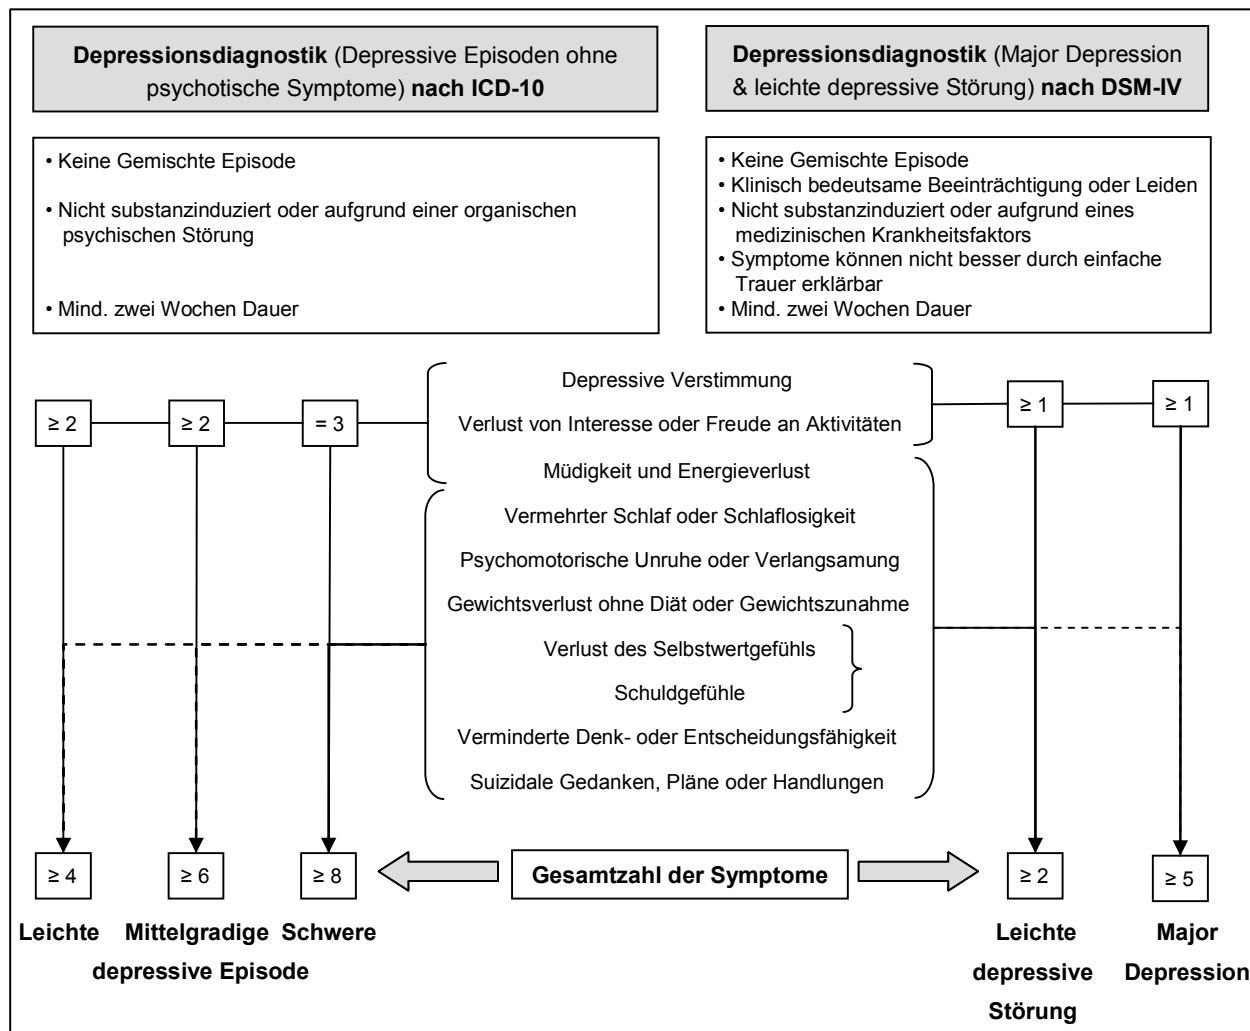 Depressionsdiagnostik (Depressive Episoden ohne
psychotische Symptome) nach ICD-10
Depressionsdiagnostik (Major Depression
& leichte depressive Störung) nach DSM-IV
• Keine Gemischte Episode
• Nicht substanzinduziert oder aufgrund einer organischen
psychischen Störung
• Mind. zwei Wochen Dauer
• Keine Gemischte Episode
• Klinisch bedeutsame Beeinträchtigung oder Leiden
• Nicht substanzinduziert oder aufgrund eines
medizinischen Krankheitsfaktors
• Symptome können nicht besser durch einfache
Trauer erklärbar
• Mind. zwei Wochen Dauer
≥ 2
≥ 2
= 3
Depressive Verstimmung
Verlust von Interesse oder Freude an Aktivitäten
Müdigkeit und Energieverlust
Vermehrter Schlaf oder Schlaflosigkeit
Psychomotorische Unruhe oder Verlangsamung
Gewichtsverlust ohne Diät oder Gewichtszunahme
Verlust des Selbstwertgefühls
Schuldgefühle
Verminderte Denk- oder Entscheidungsfähigkeit
Suizidale Gedanken, Pläne oder Handlungen
≥ 1
≥ 1
≥ 4
≥ 6
≥ 8
Gesamtzahl der Symptome
≥ 2
≥ 5
Leichte Mittelgradige Schwere
depressive Episode
Leichte
depressive
Störung
Major
Depression